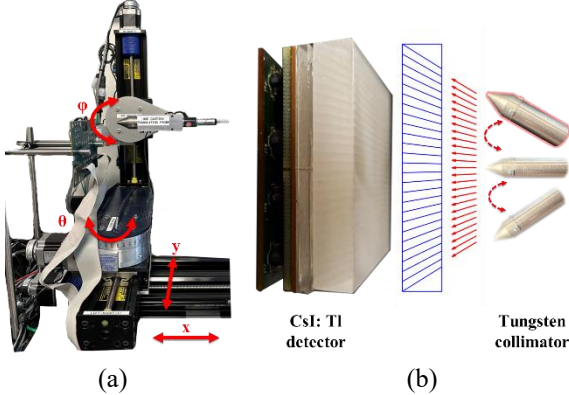 φ
θ
y
x
(a)
CsI: Tl
detector
Tungsten
collimator
(b)